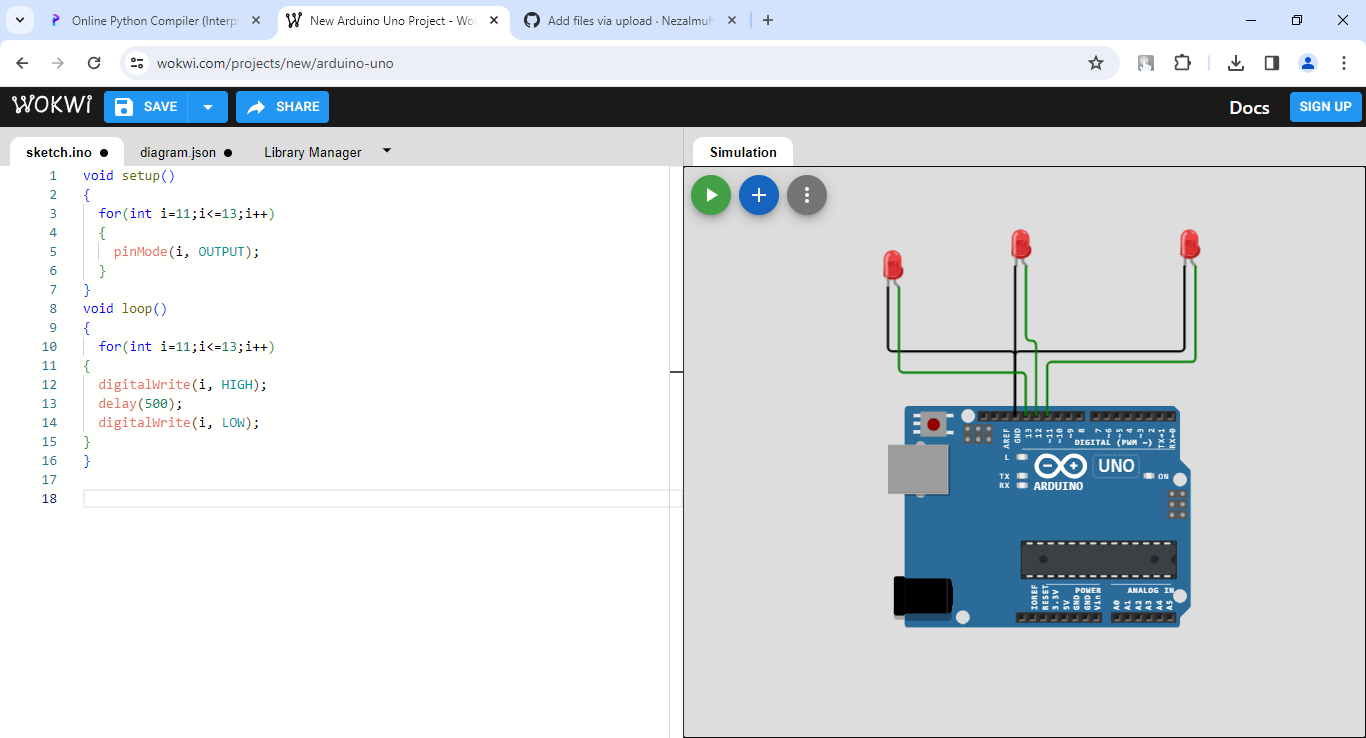 Online Python Compiler (Interp
New Arduino Uno Project - Wok
Add files via upload · Nezalmuh
wokwi.com/projects/new/arduino-uno
WOKWI
SAVE
SHARE
Docs
SIGN UP
sketch.ino ●
diagram.json ●
Library Manager
Simulation
1 void setup()
2 {
3 for(int i=11;i<=13;i++)
4 {
5 pinMode(i, OUTPUT);
6 }
7 }
8 void loop()
9 {
10 for(int i=11;i<=13;i++)
11 {
12 digitalWrite(i, HIGH);
13 delay(500);
14 digitalWrite(i, LOW);
15 }
16 }
17
18
AREF
GND
13
12
~11
~10
~9
8
7
~6
~5
4
~3
2
TX→1
RX←0
DIGITAL (PWM ~)
L
TX
RX
UNO
ARDUINO
ON
POWER
ANALOG IN
IOREF
RESET
3.3V
5V
GND
GND
Vin
A0
A1
A2
A3
A4
A5